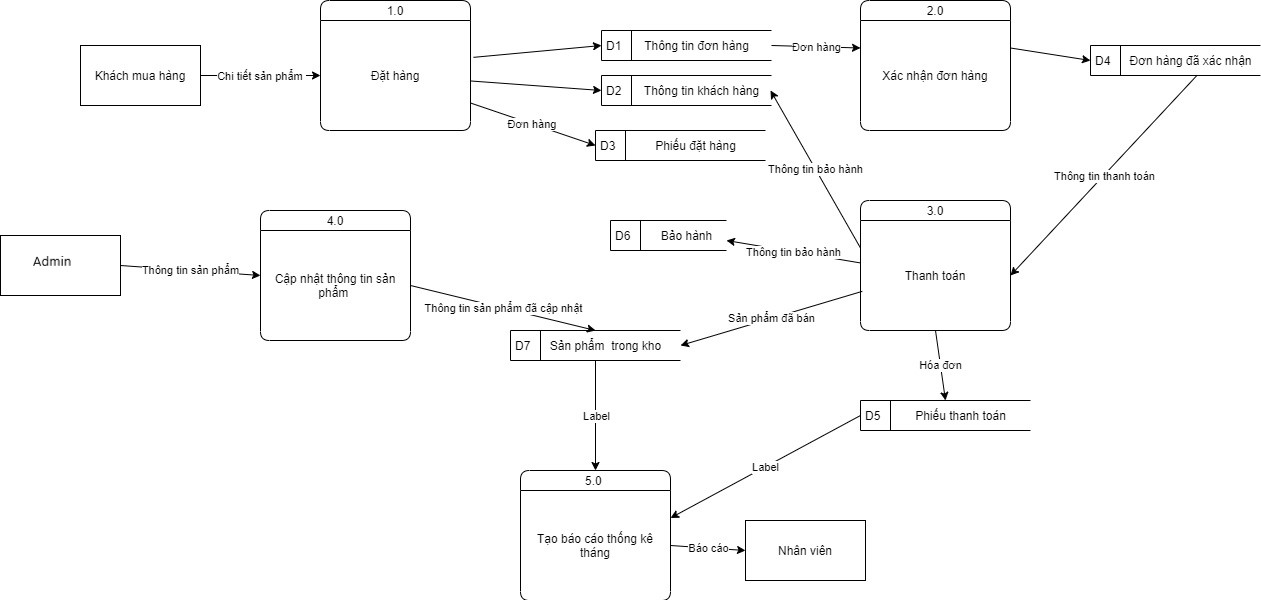 1.0
2.0
D1 Thông tin đơn hàng
Đơn hàng
Khách mua hàng
Chi tiết sản phẩm
Đặt hàng
Xác nhận đơn hàng
D4 Đơn hàng đã xác nhận
D2 Thông tin khách hàng
Đơn hàng
D3 Phiếu đặt hàng
Thông tin bảo hành
Thông tin thanh toán
4.0
3.0
D6 Bảo hành
Thông tin bảo hành
Admin
Thông tin sản phẩm
Cập nhật thông tin sản
phẩm
Thanh toán
Thông tin sản phẩm đã cập nhật
Sản phẩm đã bán
D7 Sản phẩm trong kho
Hóa đơn
Label
D5 Phiếu thanh toán
Label
5.0
Tạo báo cáo thống kê
tháng
Báo cáo
Nhân viên